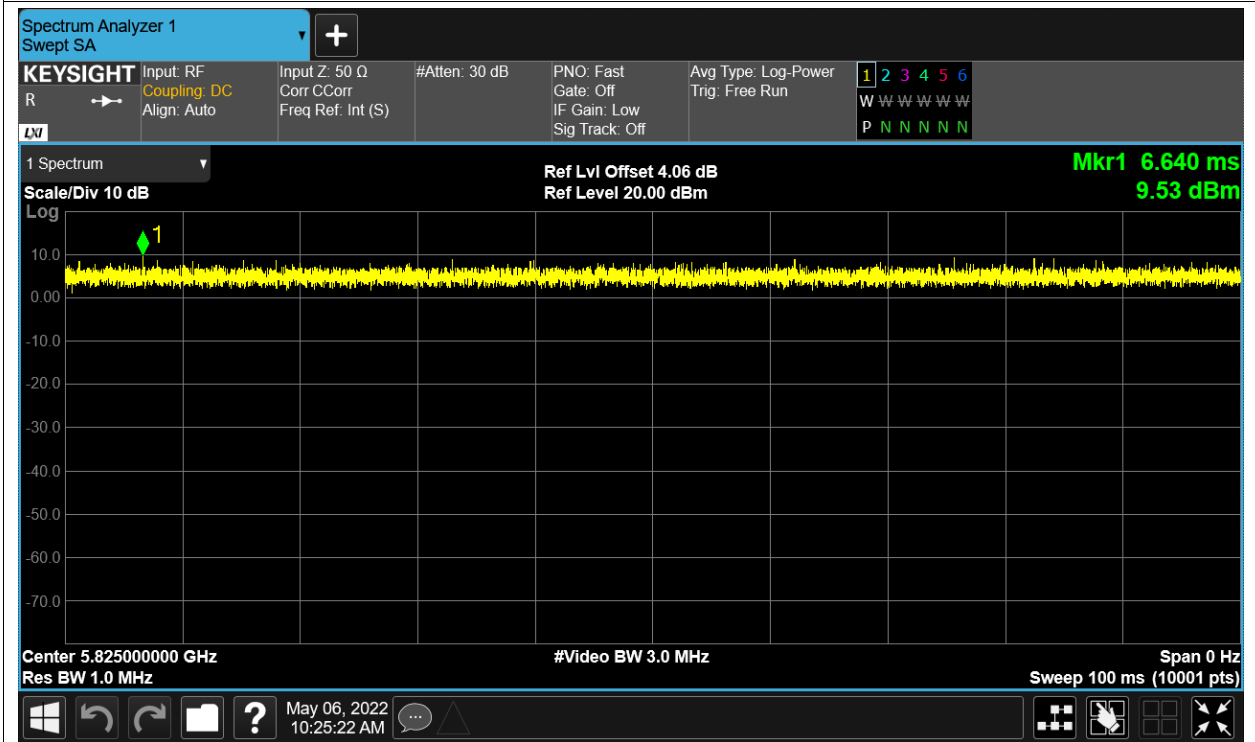 Spectrum Analyzer 1
Swept SA
KEYSIGHT
R
LXI
Input: RF
Coupling: DC
Align: Auto
Input Z: 50 Ω
Corr CCorr
Freq Ref: Int (S)
#Atten: 30 dB
PNO: Fast
Gate: Off
IF Gain: Low
Sig Track: Off
Avg Type: Log-Power
Trig: Free Run
1 2 3 4 5 6
W W W W W W
P N N N N N
1 Spectrum
Scale/Div 10 dB
Ref Lvl Offset 4.06 dB
Ref Level 20.00 dBm
Mkr1 6.640 ms
9.53 dBm
Log
1
10.0
0.00
-10.0
-20.0
-30.0
-40.0
-50.0
-60.0
-70.0
Center 5.825000000 GHz
#Video BW 3.0 MHz
Span 0 Hz
Res BW 1.0 MHz
Sweep 100 ms (10001 pts)
?
May 06, 2022
10:25:22 AM